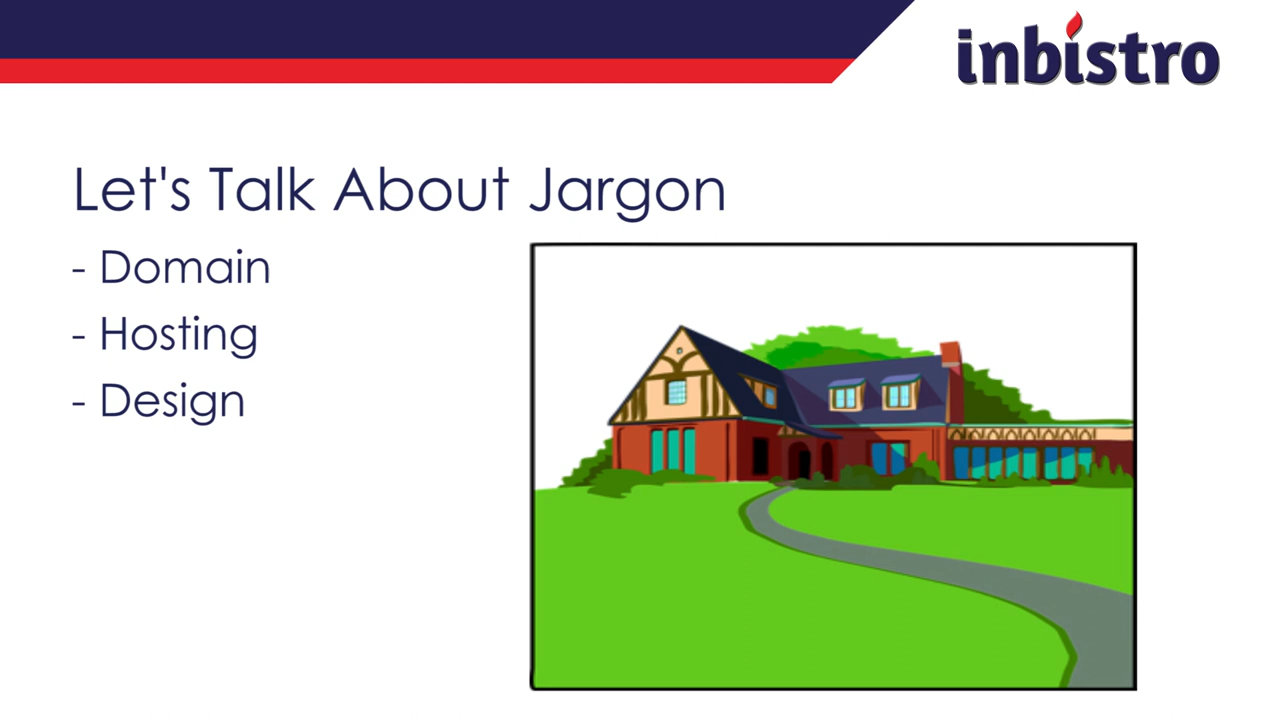 inbistro
Let's Talk About Jargon
- Domain
- Hosting
- Design